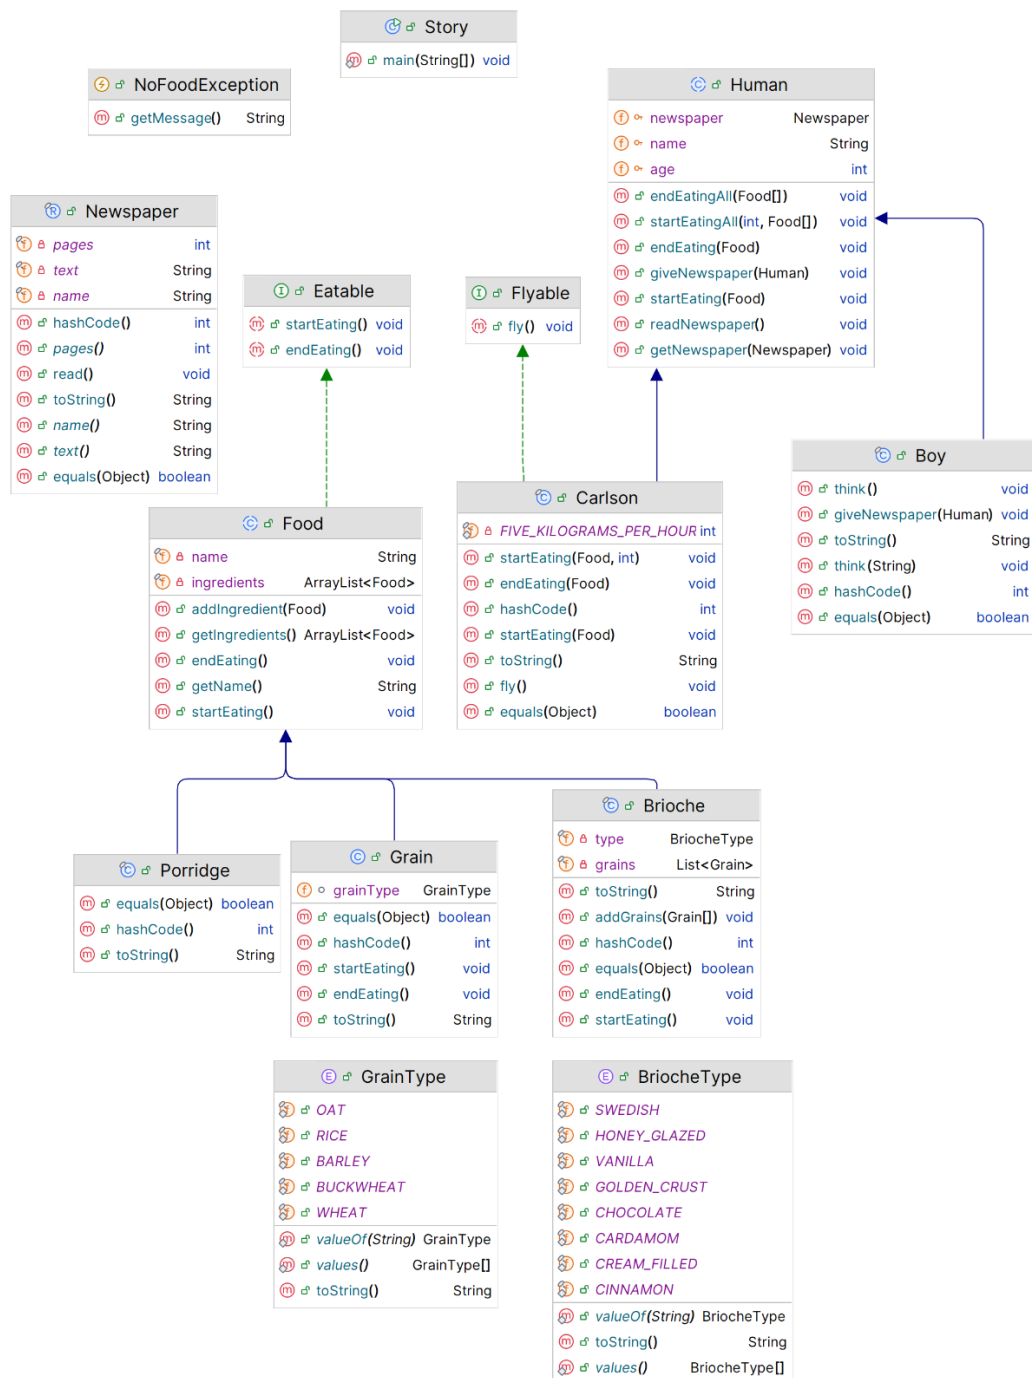 Story
main(String[]) void
NoFoodException
getMessage() String
Human
newspaper Newspaper
name String
age int
endEatingAll(Food[]) void
startEatingAll(int, Food[]) void
endEating(Food) void
giveNewspaper(Human) void
startEating(Food) void
readNewspaper() void
getNewspaper(Newspaper) void
Newspaper
pages int
text String
name String
hashCode() int
pages() int
read() void
toString() String
name() String
text() String
equals(Object) boolean
Eatable
startEating() void
endEating() void
Flyable
fly() void
Boy
think() void
giveNewspaper(Human) void
toString() String
think(String) void
hashCode() int
equals(Object) boolean
Food
name String
ingredients ArrayList<Food>
addIngredient(Food) void
getIngredients() ArrayList<Food>
endEating() void
getName() String
startEating() void
Carlson
FIVE_KILOGRAMS_PER_HOUR int
startEating(Food, int) void
endEating(Food) void
hashCode() int
startEating(Food) void
toString() String
fly() void
equals(Object) boolean
Porridge
equals(Object) boolean
hashCode() int
toString() String
Grain
grainType GrainType
equals(Object) boolean
hashCode() int
startEating() void
endEating() void
toString() String
Brioche
type BriocheType
grains List<Grain>
toString() String
addGrains(Grain[]) void
hashCode() int
equals(Object) boolean
endEating() void
startEating() void
GrainType
OAT
RICE
BARLEY
BUCKWHEAT
WHEAT
valueOf(String) GrainType
values() GrainType[]
toString() String
BriocheType
SWEDISH
HONEY_GLAZED
VANILLA
GOLDEN_CRUST
CHOCOLATE
CARDAMOM
CREAM_FILLED
CINNAMON
valueOf(String) BriocheType
toString() String
values() BriocheType[]